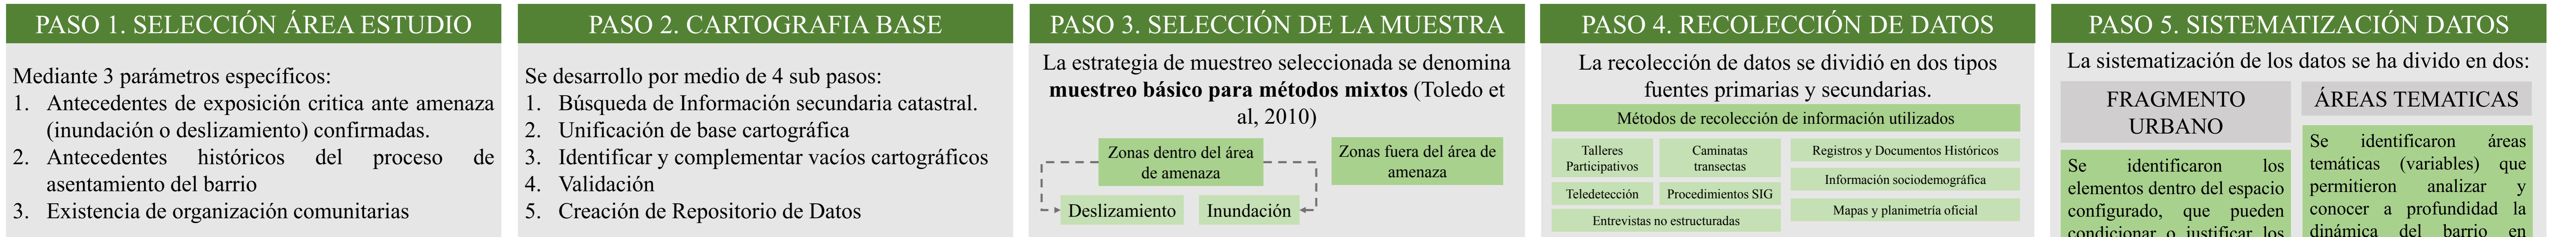 PASO 1. SELECCIÓN ÁREA ESTUDIO
Mediante 3 parámetros específicos:
1. Antecedentes de exposición critica ante amenaza
(inundación o deslizamiento) confirmadas.
2. Antecedentes históricos del proceso de
asentamiento del barrio
3. Existencia de organización comunitarias
PASO 2. CARTOGRAFIA BASE
Se desarrollo por medio de 4 sub pasos:
1. Búsqueda de Información secundaria catastral.
2. Unificación de base cartográfica
3. Identificar y complementar vacíos cartográficos
4. Validación
5. Creación de Repositorio de Datos
PASO 3. SELECCIÓN DE LA MUESTRA
La estrategia de muestreo seleccionada se denomina
muestreo básico para métodos mixtos (Toledo et
al, 2010)
Zonas dentro del área
de amenaza
Zonas fuera del área de
amenaza
Deslizamiento
Inundación
PASO 4. RECOLECCIÓN DE DATOS
La recolección de datos se dividió en dos tipos
fuentes primarias y secundarias.
Métodos de recolección de información utilizados
Talleres
Participativos
Caminatas
transectas
Teledetección
Procedimientos SIG
Entrevistas no estructuradas
Registros y Documentos Históricos
Información sociodemográfica
Mapas y planimetría oficial
PASO 5. SISTEMATIZACIÓN DATOS
La sistematización de los datos se ha divido en dos:
FRAGMENTO
URBANO
Se identificaron los
elementos dentro del espacio
configurado, que pueden
condicionar o justificar los
ÁREAS TEMATICAS
Se identificaron áreas
temáticas (variables) que
permitieron analizar y
conocer a profundidad la
dinámica del barrio en